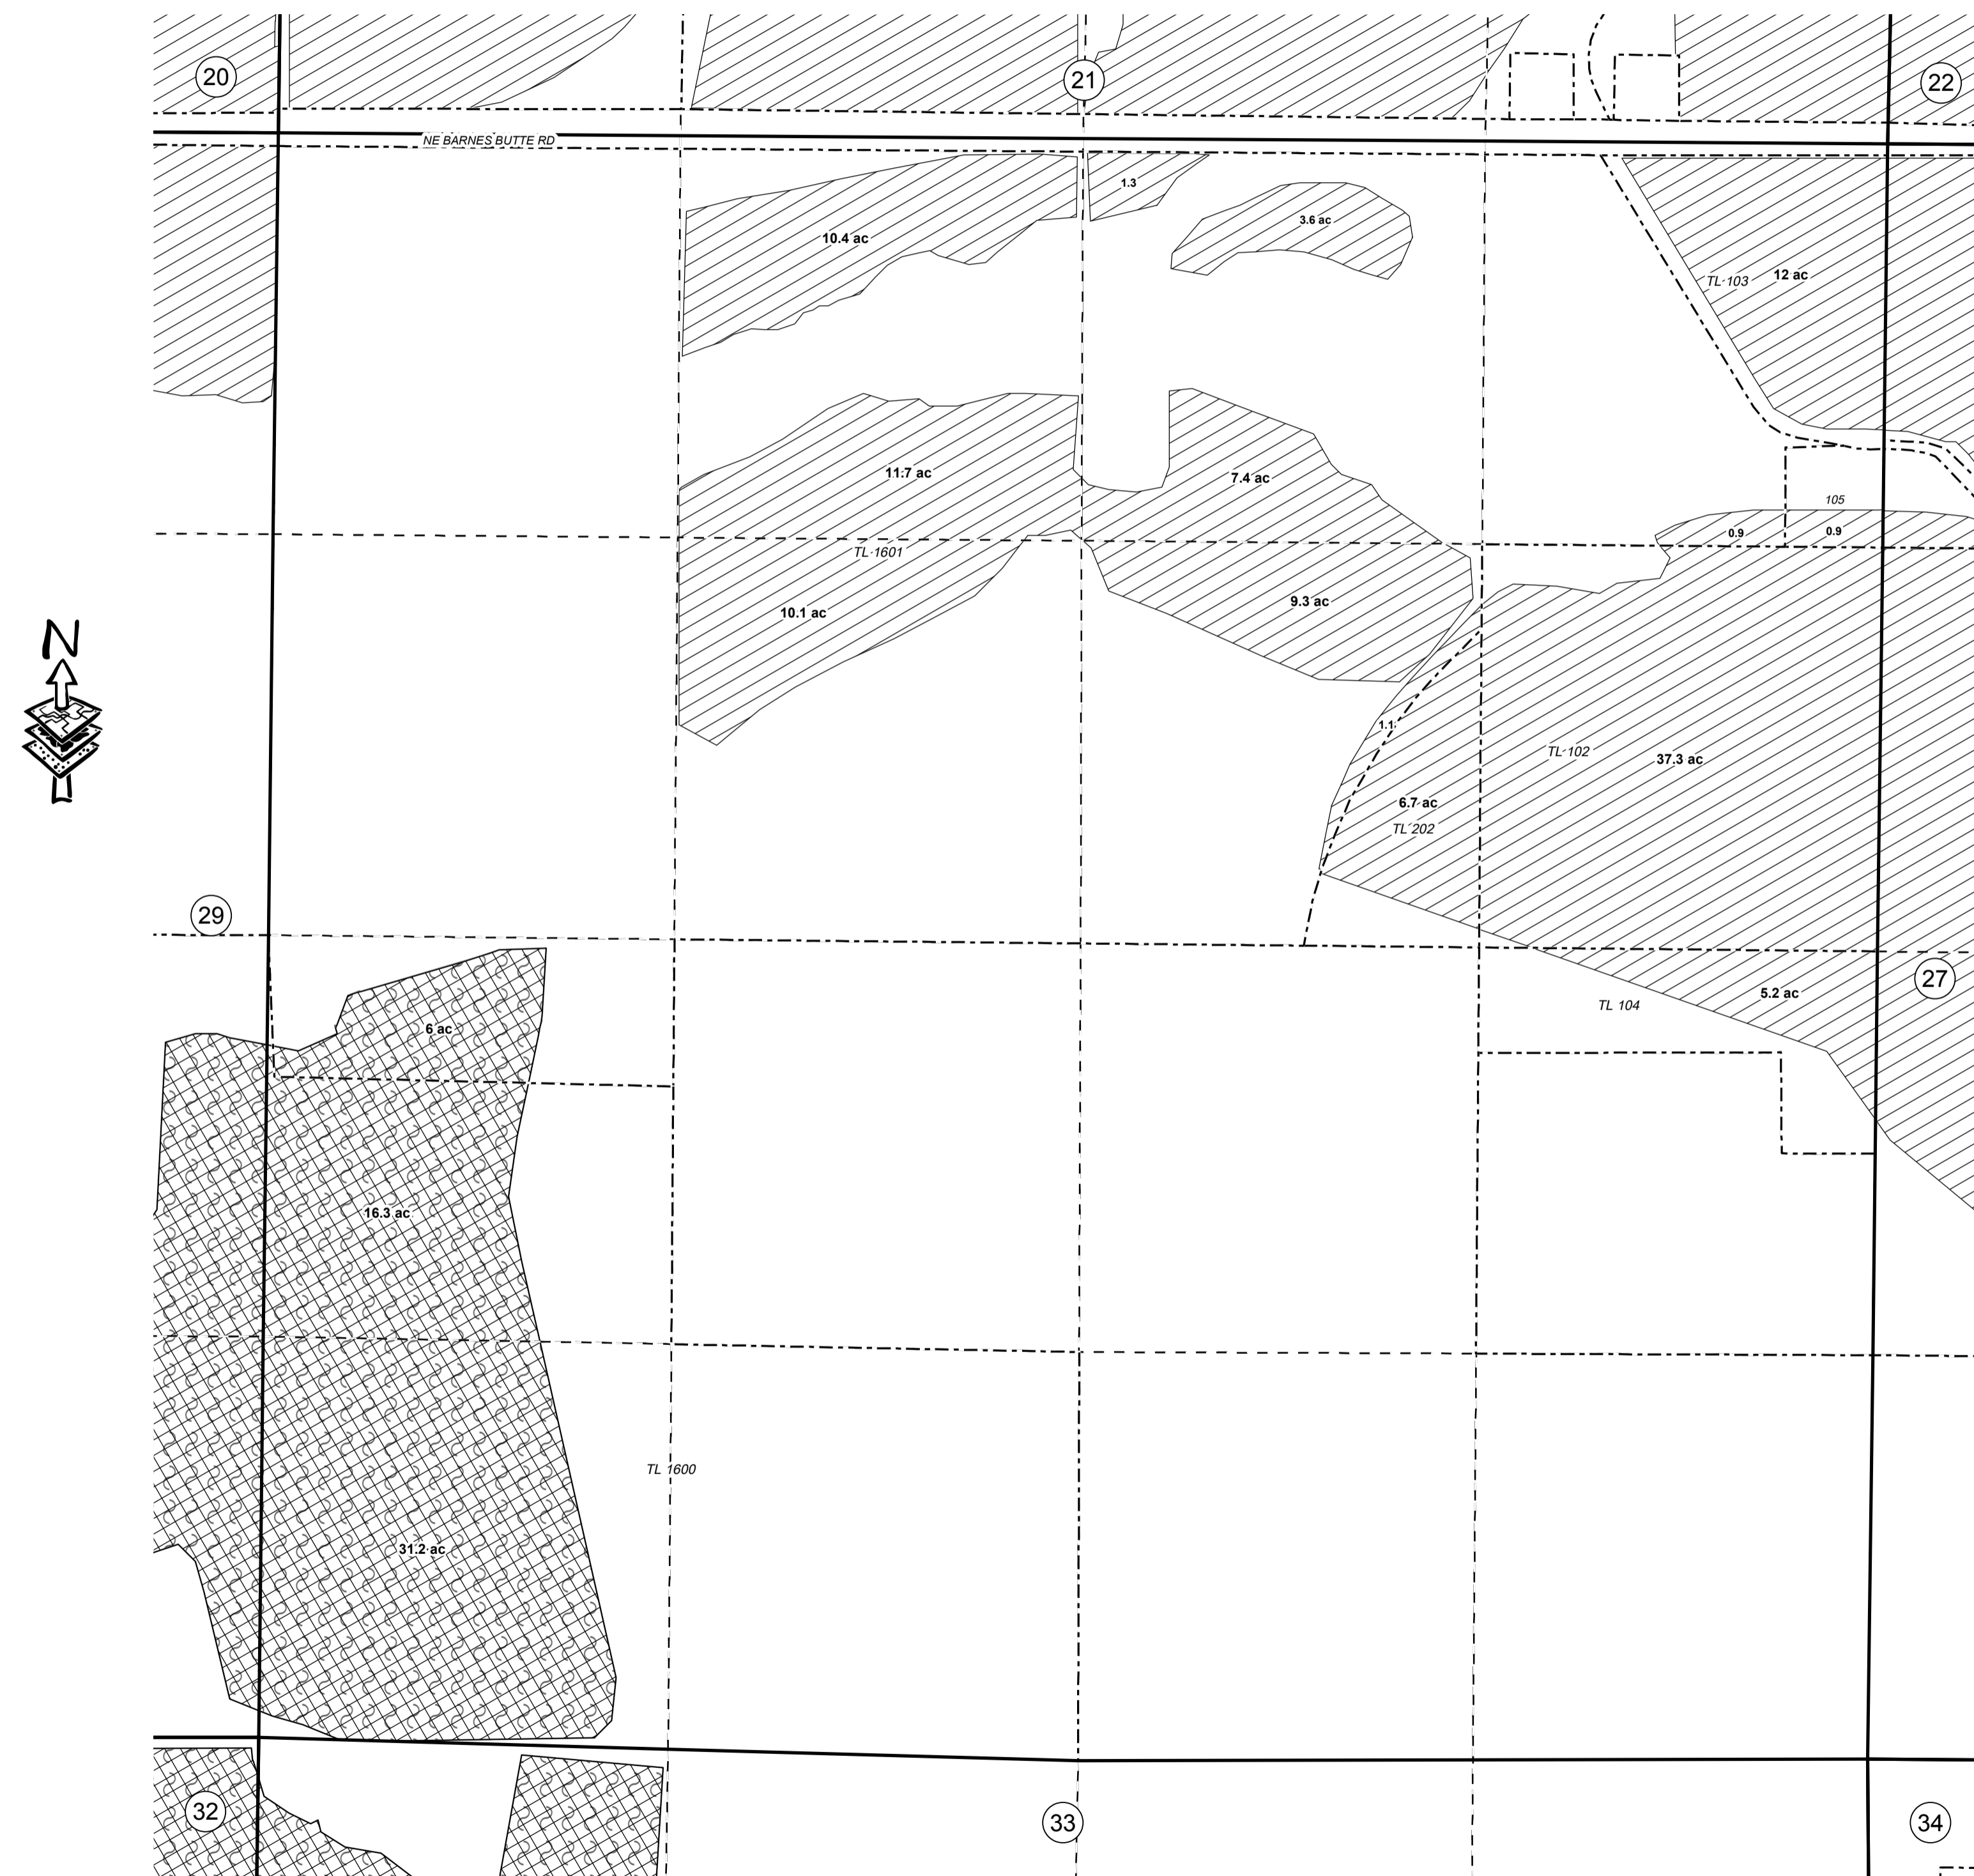 20
21
22
NE BARNES BUTTE RD
1.3
3.6 ac
10.4 ac
TL 103
12 ac
11.7 ac
7.4 ac
105
0.9
0.9
TL 1601
9.3 ac
10.1 ac
N
1.1
TL 102
37.3 ac
6.7 ac
TL 202
29
27
5.2 ac
TL 104
6 ac
16.3 ac
TL 1600
31.2 ac
32
33
34